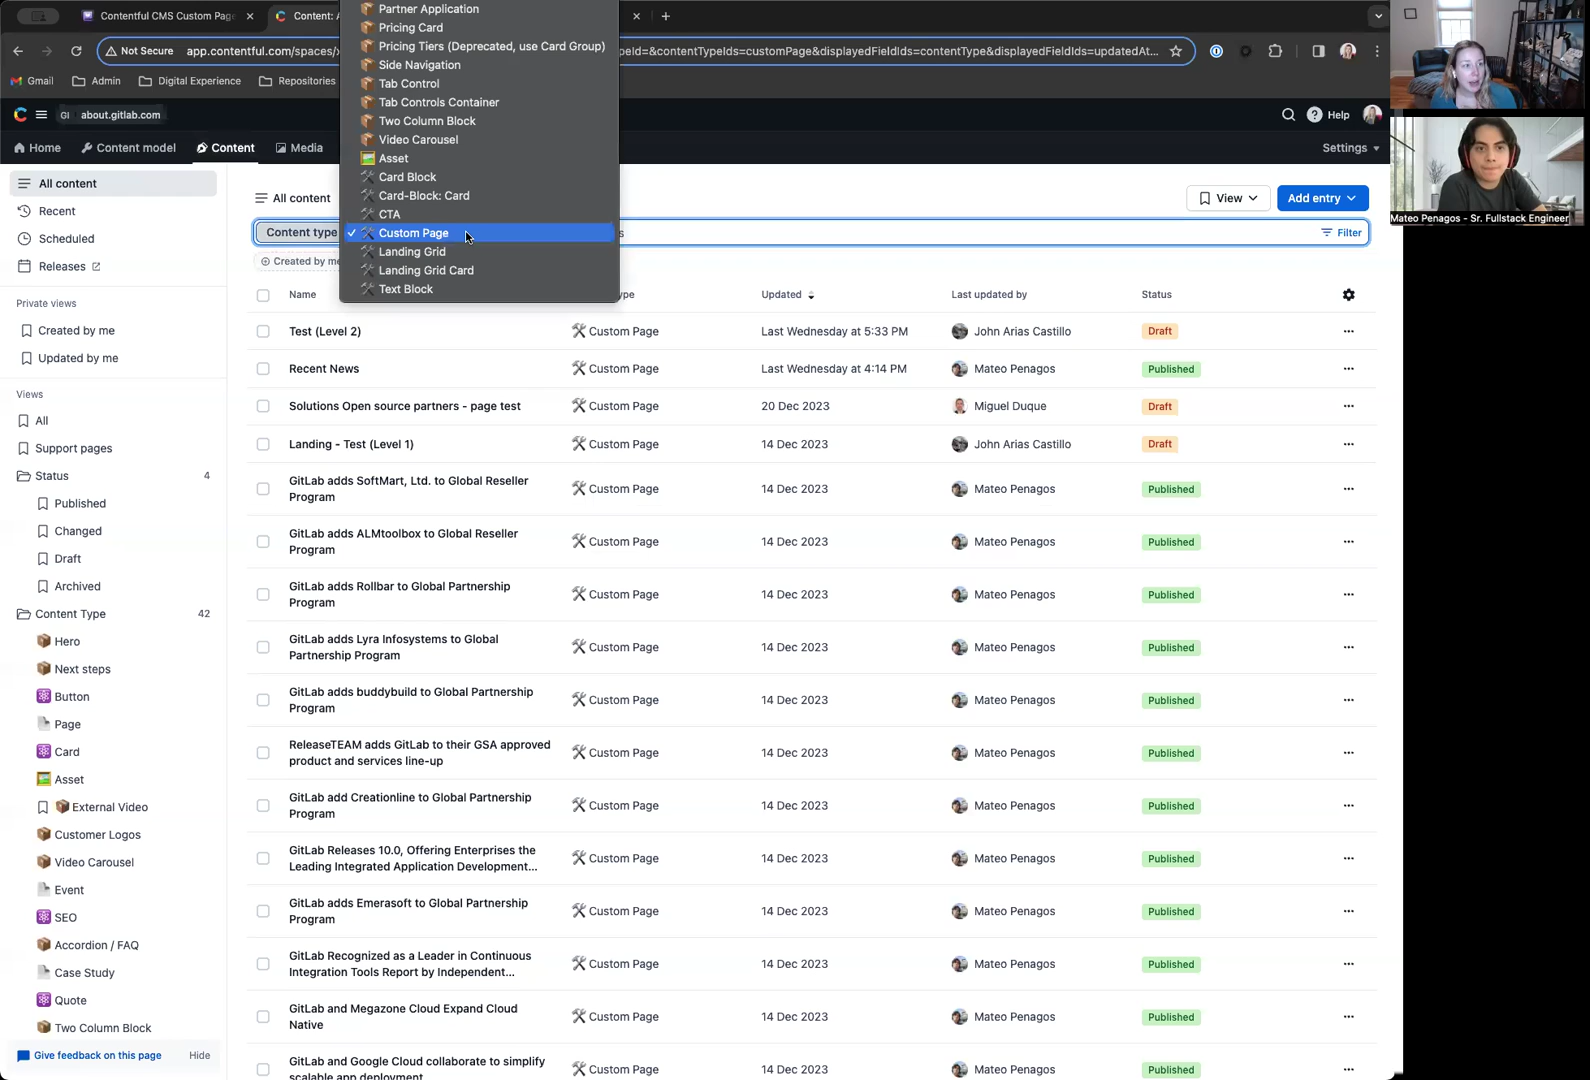 Contentful CMS Custom Page
Content: A
Not Secure app.contentful.com/spaces/x
peId=&contentTypeIds=customPage&displayedFieldIds=contentType&displayedFieldIds=updatedAt...
Gmail
Admin
Digital Experience
Repositories
Partner Application
Pricing Card
Pricing Tiers (Deprecated, use Card Group)
Side Navigation
Tab Control
Tab Controls Container
Two Column Block
Video Carousel
Asset
Card Block
Card-Block: Card
CTA
Custom Page
Landing Grid
Landing Grid Card
Text Block
GI about.gitlab.com
Help
Home
Content model
Content
Media
Settings
Mateo Penagos - Sr. Fullstack Engineer
All content
Recent
Scheduled
Releases
Private views
Created by me
Updated by me
Views
All
Support pages
Status 4
Published
Changed
Draft
Archived
Content Type 42
Hero
Next steps
Button
Page
Card
Asset
External Video
Customer Logos
Video Carousel
Event
SEO
Accordion / FAQ
Case Study
Quote
Two Column Block
Give feedback on this page Hide
All content
View
Add entry
Content type
s
Filter
Created by me
Name
ype
Updated
Last updated by
Status
Test (Level 2) Custom Page Last Wednesday at 5:33 PM John Arias Castillo Draft
Recent News Custom Page Last Wednesday at 4:14 PM Mateo Penagos Published
Solutions Open source partners - page test Custom Page 20 Dec 2023 Miguel Duque Draft
Landing - Test (Level 1) Custom Page 14 Dec 2023 John Arias Castillo Draft
GitLab adds SoftMart, Ltd. to Global Reseller
Program
Custom Page 14 Dec 2023 Mateo Penagos Published
GitLab adds ALMtoolbox to Global Reseller
Program
Custom Page 14 Dec 2023 Mateo Penagos Published
GitLab adds Rollbar to Global Partnership
Program
Custom Page 14 Dec 2023 Mateo Penagos Published
GitLab adds Lyra Infosystems to Global
Partnership Program
Custom Page 14 Dec 2023 Mateo Penagos Published
GitLab adds buddybuild to Global Partnership
Program
Custom Page 14 Dec 2023 Mateo Penagos Published
ReleaseTEAM adds GitLab to their GSA approved
product and services line-up
Custom Page 14 Dec 2023 Mateo Penagos Published
GitLab add Creationline to Global Partnership
Program
Custom Page 14 Dec 2023 Mateo Penagos Published
GitLab Releases 10.0, Offering Enterprises the
Leading Integrated Application Development...
Custom Page 14 Dec 2023 Mateo Penagos Published
GitLab adds Emerasoft to Global Partnership
Program
Custom Page 14 Dec 2023 Mateo Penagos Published
GitLab Recognized as a Leader in Continuous
Integration Tools Report by Independent...
Custom Page 14 Dec 2023 Mateo Penagos Published
GitLab and Megazone Cloud Expand Cloud
Native
Custom Page 14 Dec 2023 Mateo Penagos Published
GitLab and Google Cloud collaborate to simplify
scalable app deployment
Custom Page 14 Dec 2023 Mateo Penagos Published